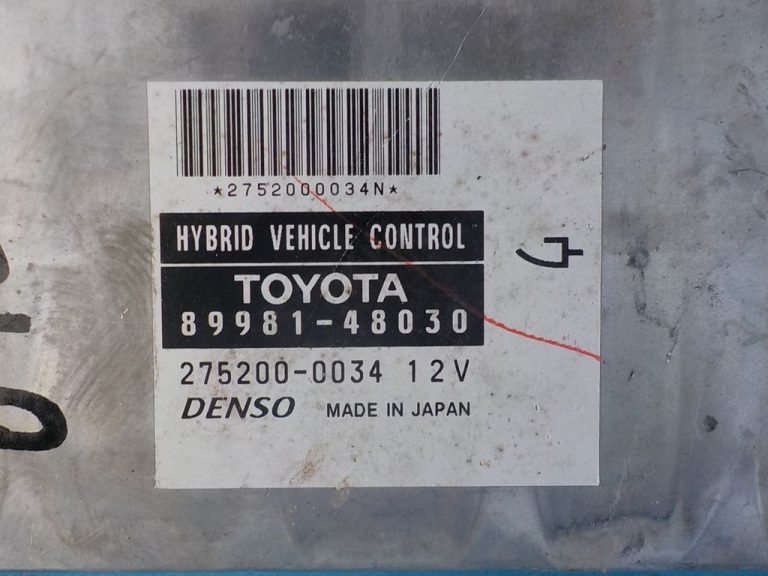 *2752000034N*
HYBRID VEHICLE CONTROL
TOYOTA
89981-48030
275200-0034 12V
DENSO MADE IN JAPAN